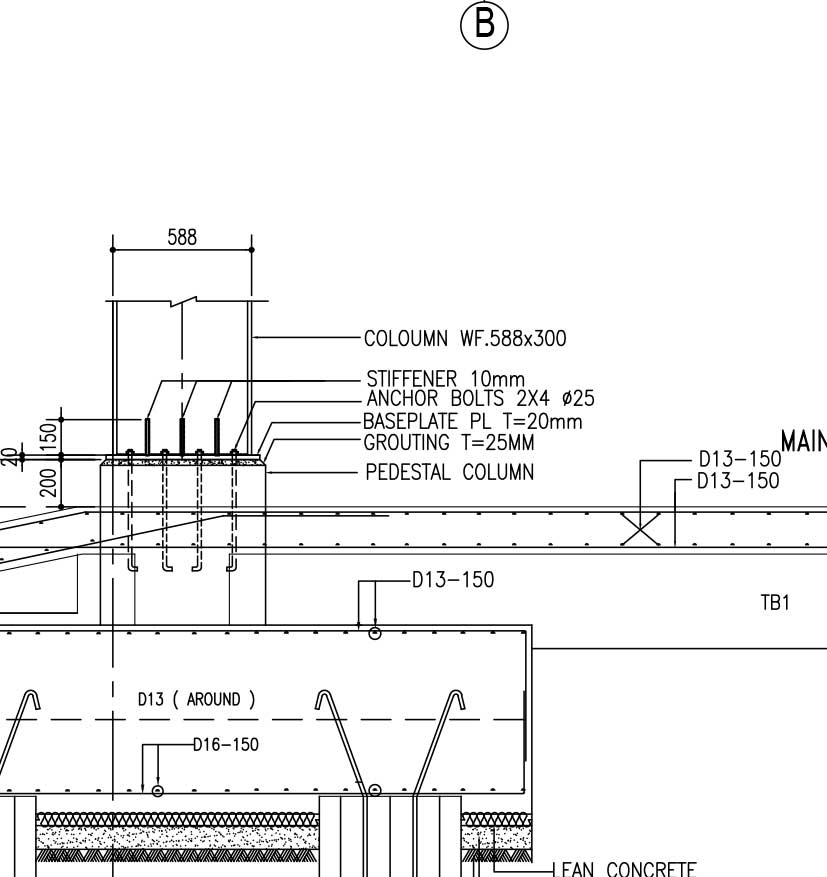 B
588
COLOUMN WF.588x300
STIFFENER 10mm
ANCHOR BOLTS 2X4 ø25
BASEPLATE PL T=20mm
GROUTING T=25MM
PEDESTAL COLUMN
150
20
200
MAIN
D13-150
D13-150
D13-150
TB1
D13 ( AROUND )
D16-150
LEAN CONCRETE